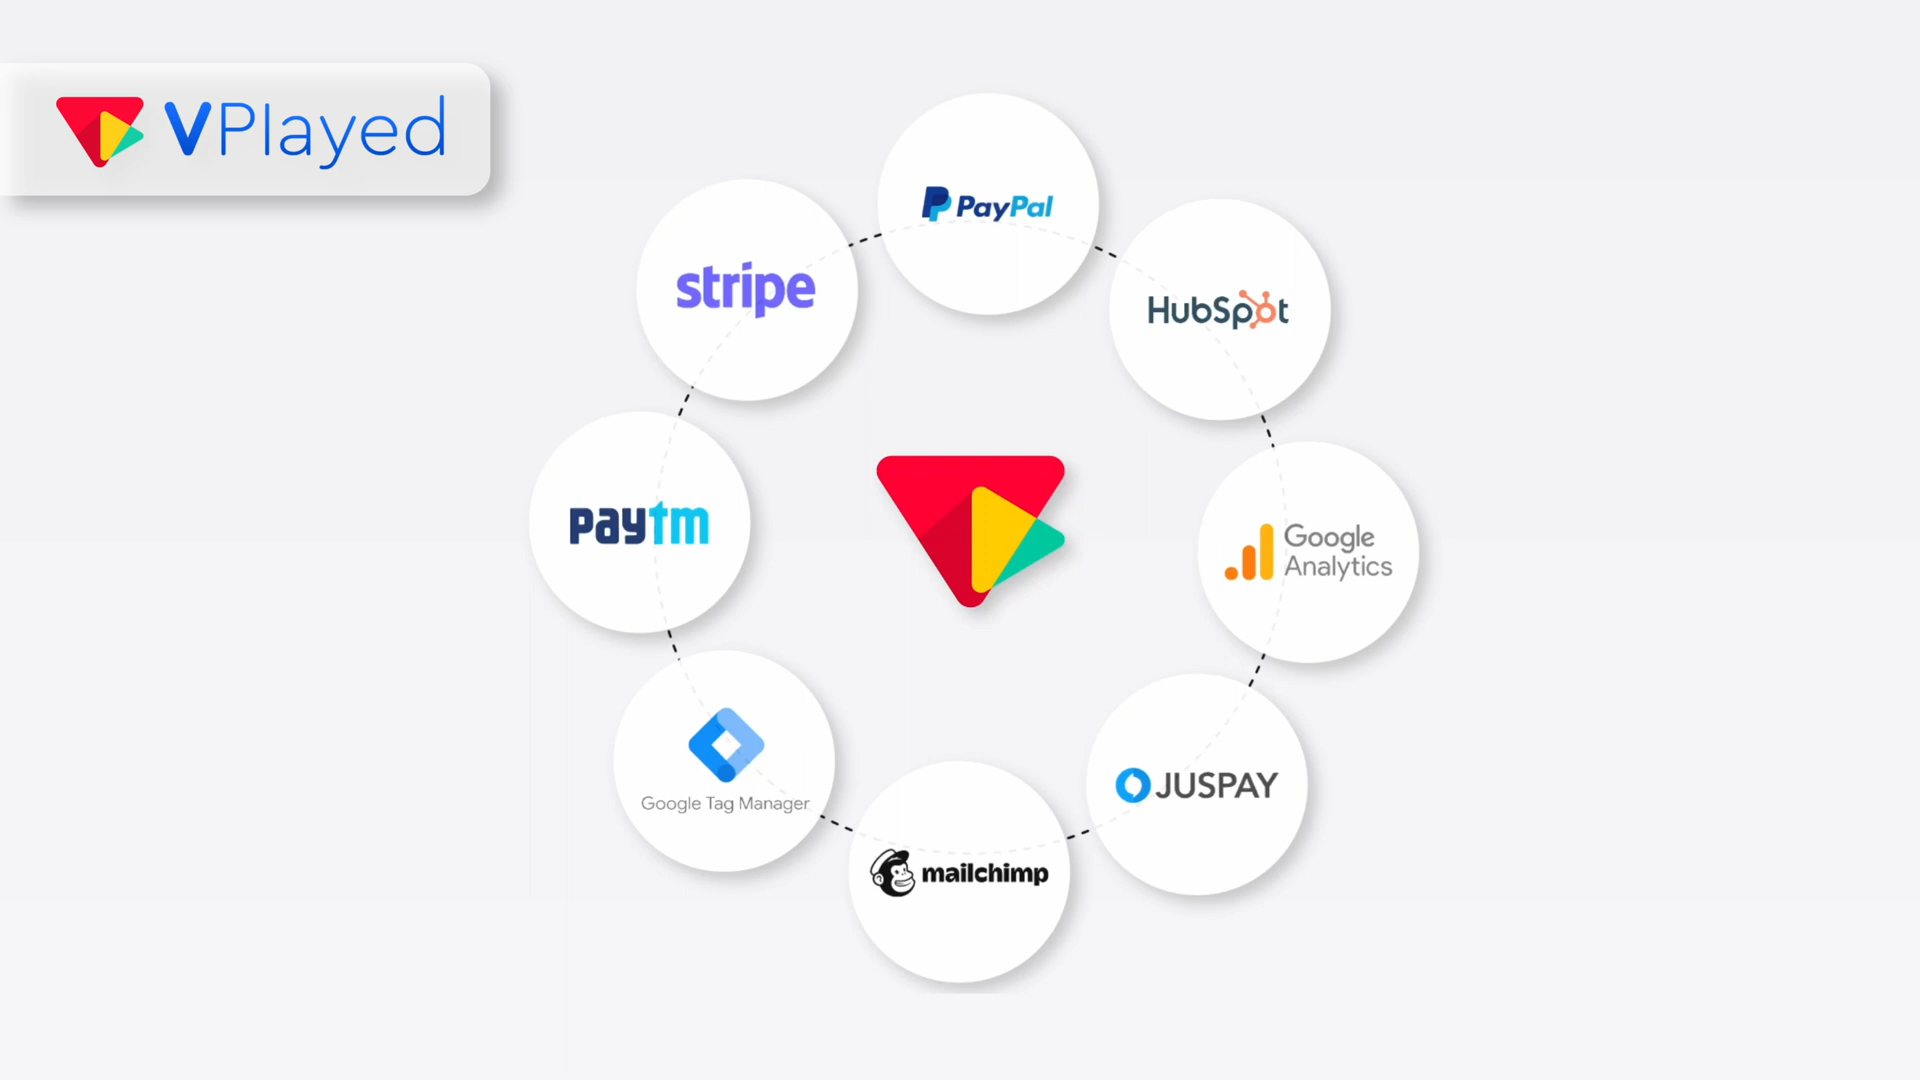 VPlayed
PayPal
stripe
HubSpot
paytm
Google
Analytics
Google Tag Manager
JUSPAY
mailchimp